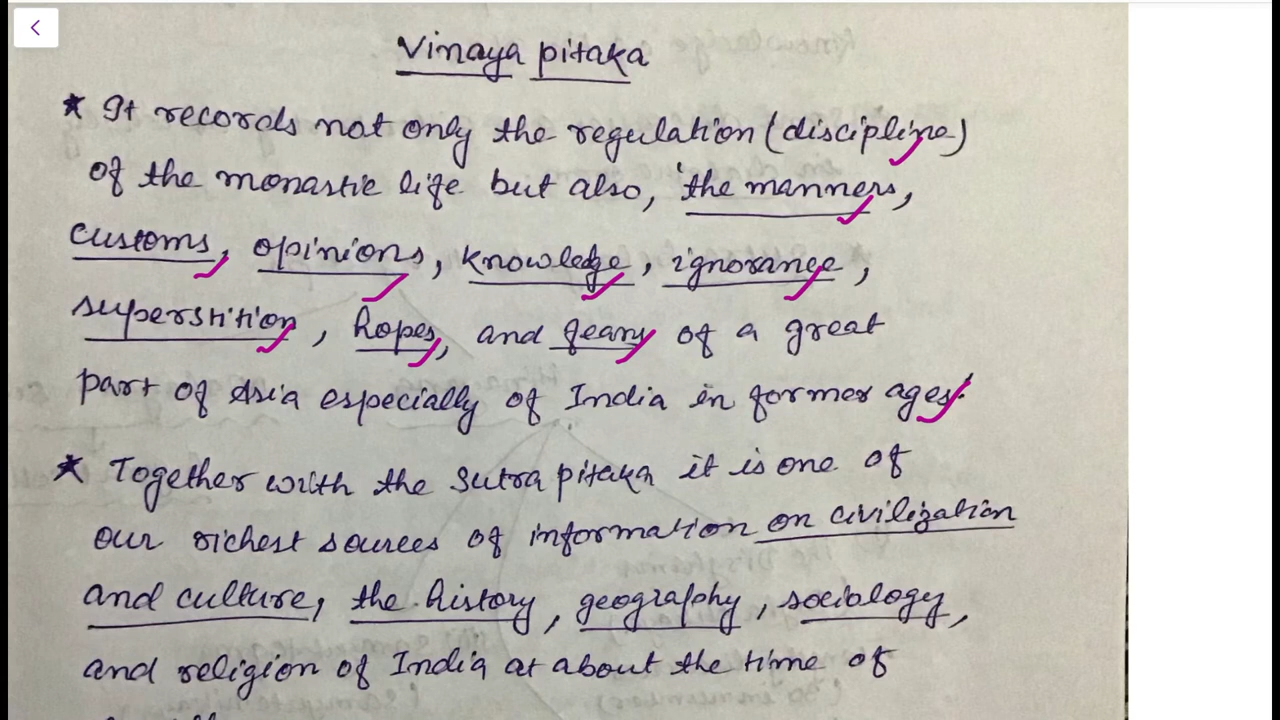 Vinaya pitaka
* It records not only the regulation (discipline)
of the monastic life but also, 'the manners,
customs, opinions, knowledge, ignorance,
superstition, hopes, and fears of a great
part of Asia especially of India in former ages.
* Together with the Sutra pitaka it is one of
our richest sources of information on civilization
and culture, the history, geography, sociology,
and religion of India at about the time of